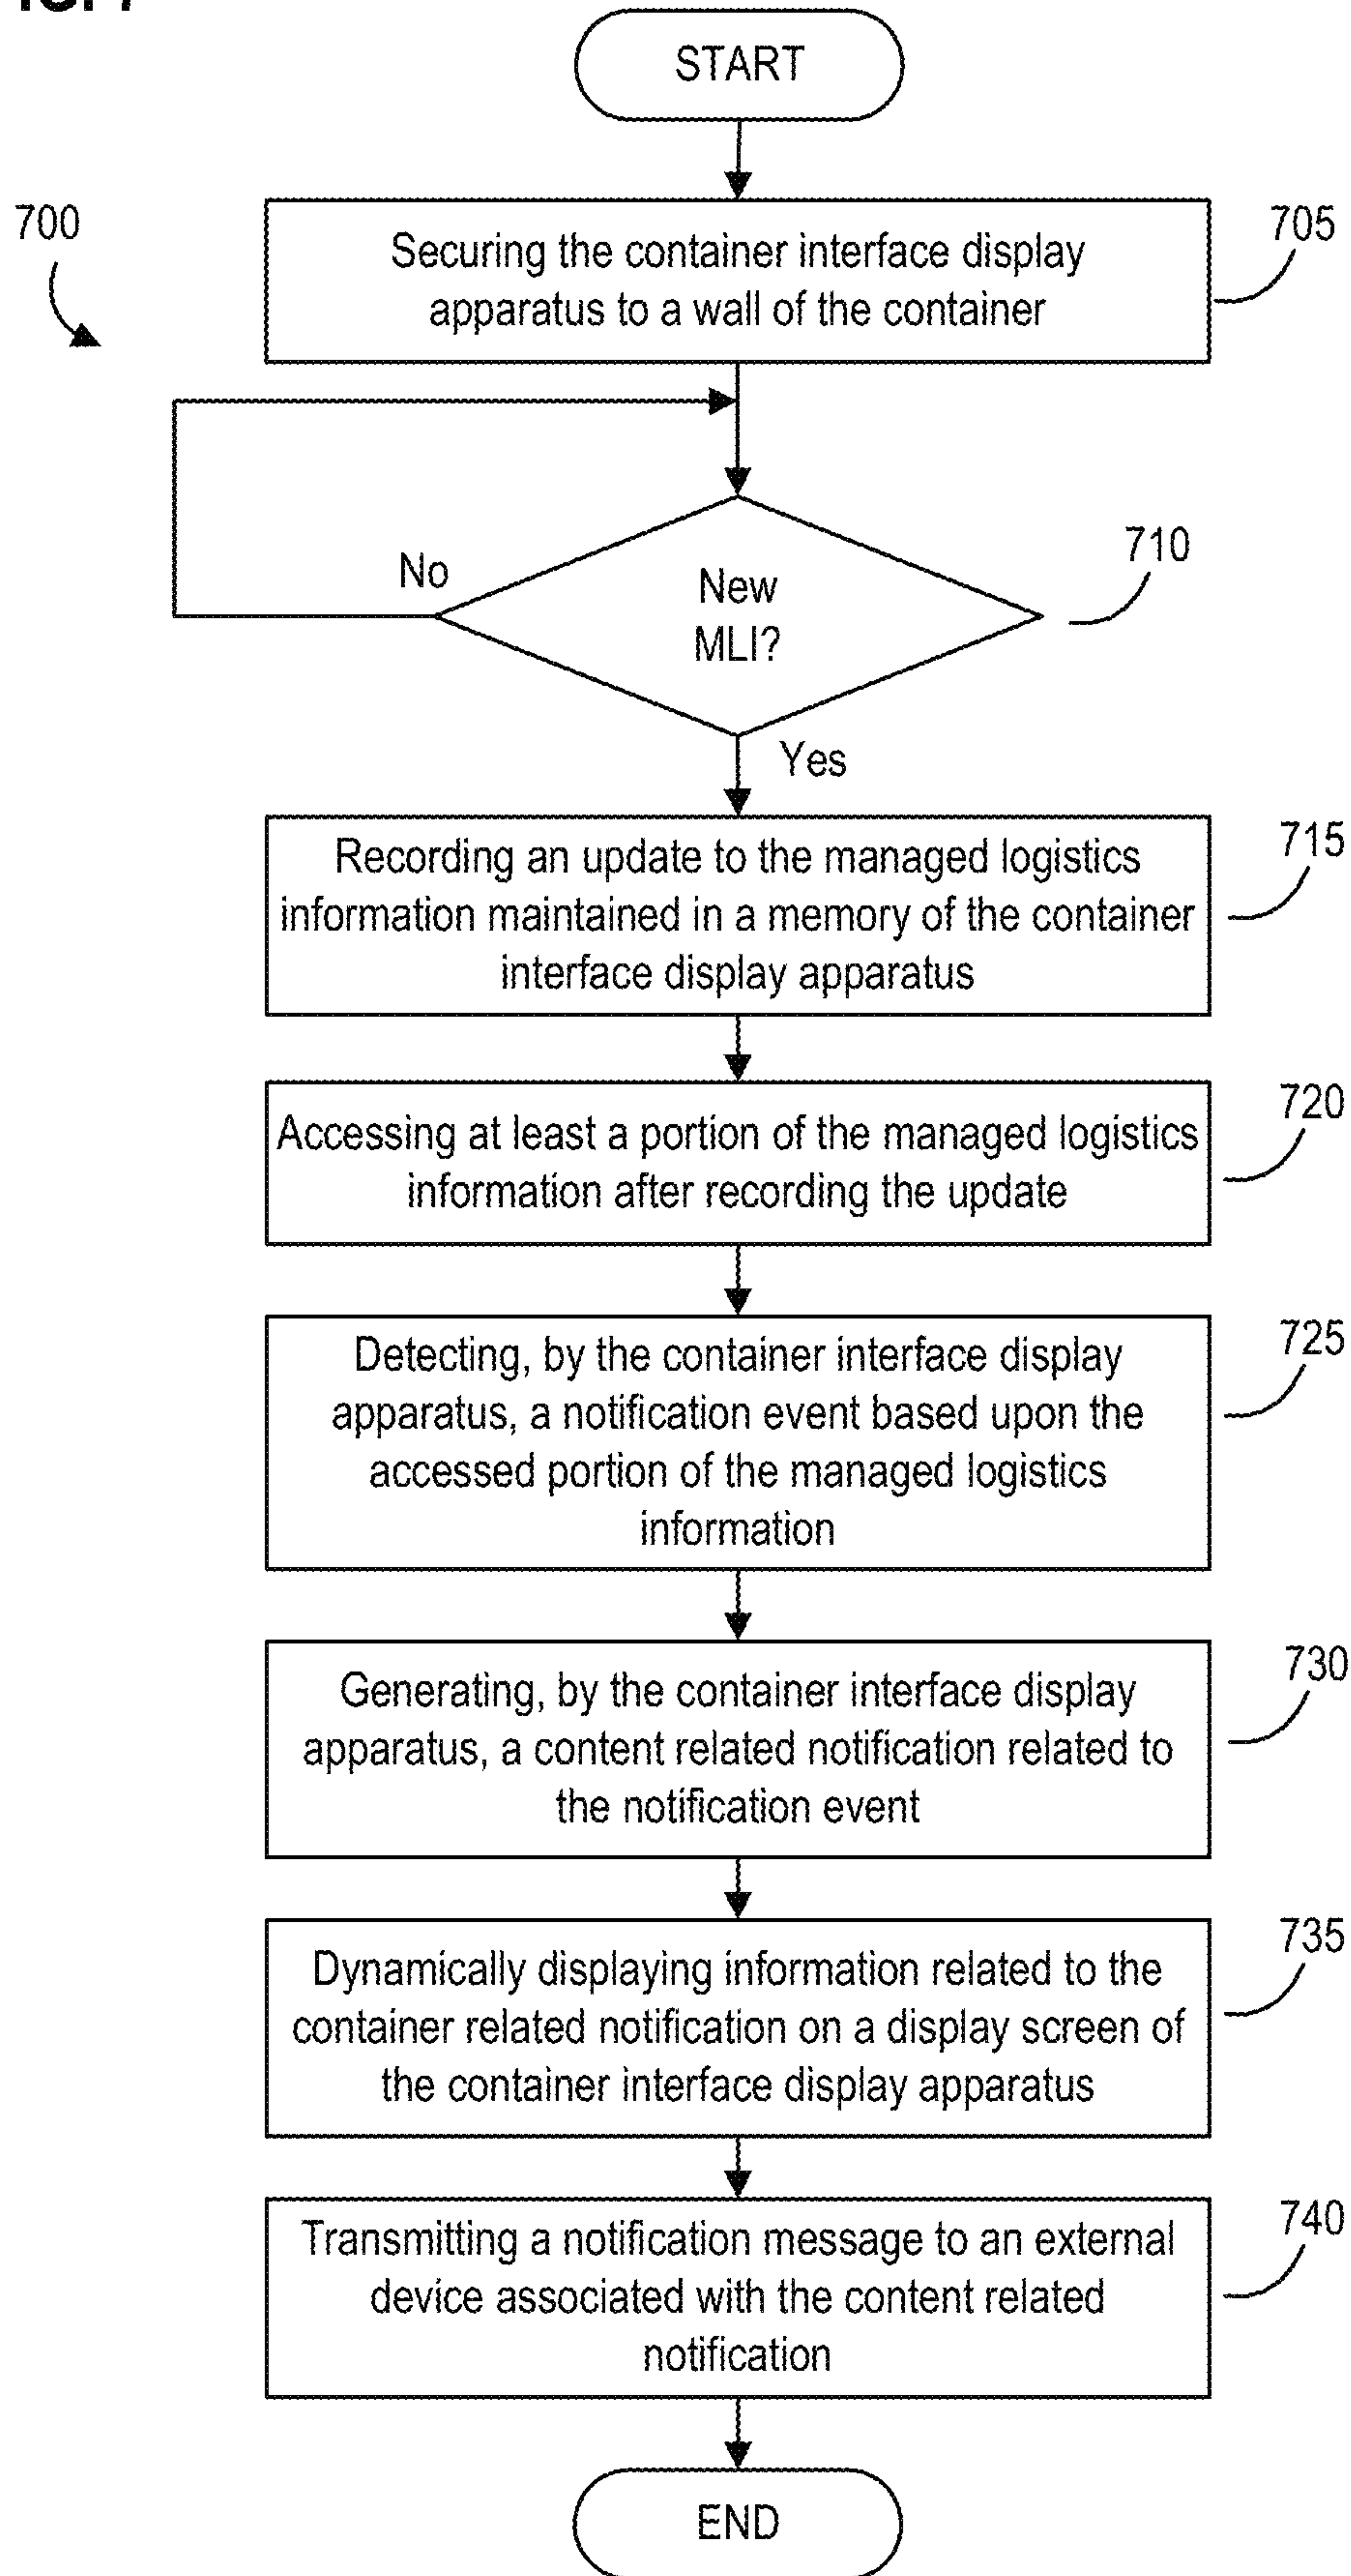 START
700
705
Securing the container interface display
apparatus to a wall of the container
No
710
New
MLI?
Yes
715
Recording an update to the managed logistics
information maintained in a memory of the container
interface display apparatus
720
Accessing at least a portion of the managed logistics
information after recording the update
725
Detecting, by the container interface display
apparatus, a notification event based upon the
accessed portion of the managed logistics
information
730
Generating, by the container interface display
apparatus, a content related notification related to
the notification event
735
Dynamically displaying information related to the
container related notification on a display screen of
the container interface display apparatus
740
Transmitting a notification message to an external
device associated with the content related
notification
END